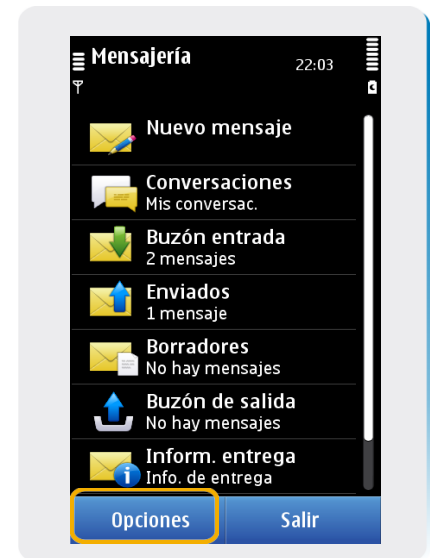 Mensajería
22:03
Nuevo mensaje
Conversaciones
Mis conversac.
Buzón entrada
2 mensajes
Enviados
1 mensaje
Borradores
No hay mensajes
Buzón de salida
No hay mensajes
Inform. entrega
Info. de entrega
Opciones
Salir